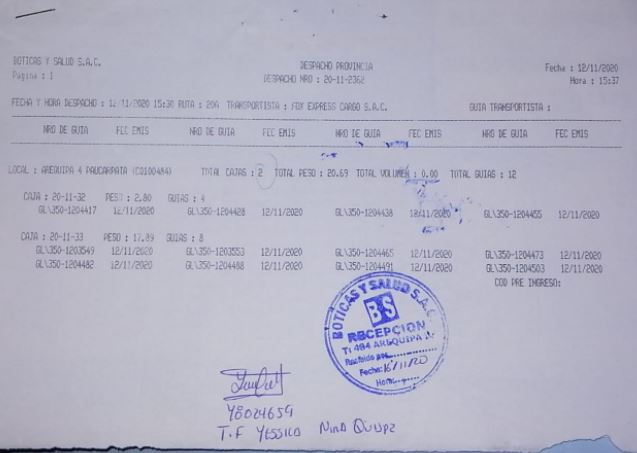 BOTICAS Y SALUD S.A.C. DESPACHO PROVINCIA Fecha : 12/11/2020
Pagina : 1 DESPACHO NRO : 20-11-2362 Hora : 15:37
FECHA Y HORA DESPACHO : 12/11/2020 15:30 RUTA : 20A TRANSPORTISTA : FDY EXPRESS CARGO S.A.C. GUIA TRANSPORTISTA :
NRO DE GUIA FEC EMIS NRO DE GUIA FEC EMIS NRO DE GUIA FEC EMIS NRO DE GUIA FEC EMIS
LOCAL : AREQUIPA 4 PAUCARPATA (C0100484) TOTAL CAJAS : 2 TOTAL PESO : 20.69 TOTAL VOLUMEN : 0.00 TOTAL GUIAS : 12
CAJA : 20-11-32 PESO : 2.80 GUIAS : 4
GL\350-1204417 12/11/2020 GL\350-1204428 12/11/2020 GL\350-1204438 12/11/2020 GL\350-1204455 12/11/2020
CAJA : 20-11-33 PESO : 17.89 GUIAS : 8
GL\350-1203549 12/11/2020 GL\350-1203553 12/11/2020 GL\350-1204465 12/11/2020 GL\350-1204473 12/11/2020
GL\350-1204482 12/11/2020 GL\350-1204488 12/11/2020 GL\350-1204491 12/11/2020 GL\350-1204503 12/11/2020
COD PRE INGRESO:
BOTICAS Y SALUD S.A.C.
BS
RECEPCION
T: 484 AREQUIPA
Recibido por
Fecha: 16/11/20
Hora:
48024659
T.F YESSICA NINA QUISPE